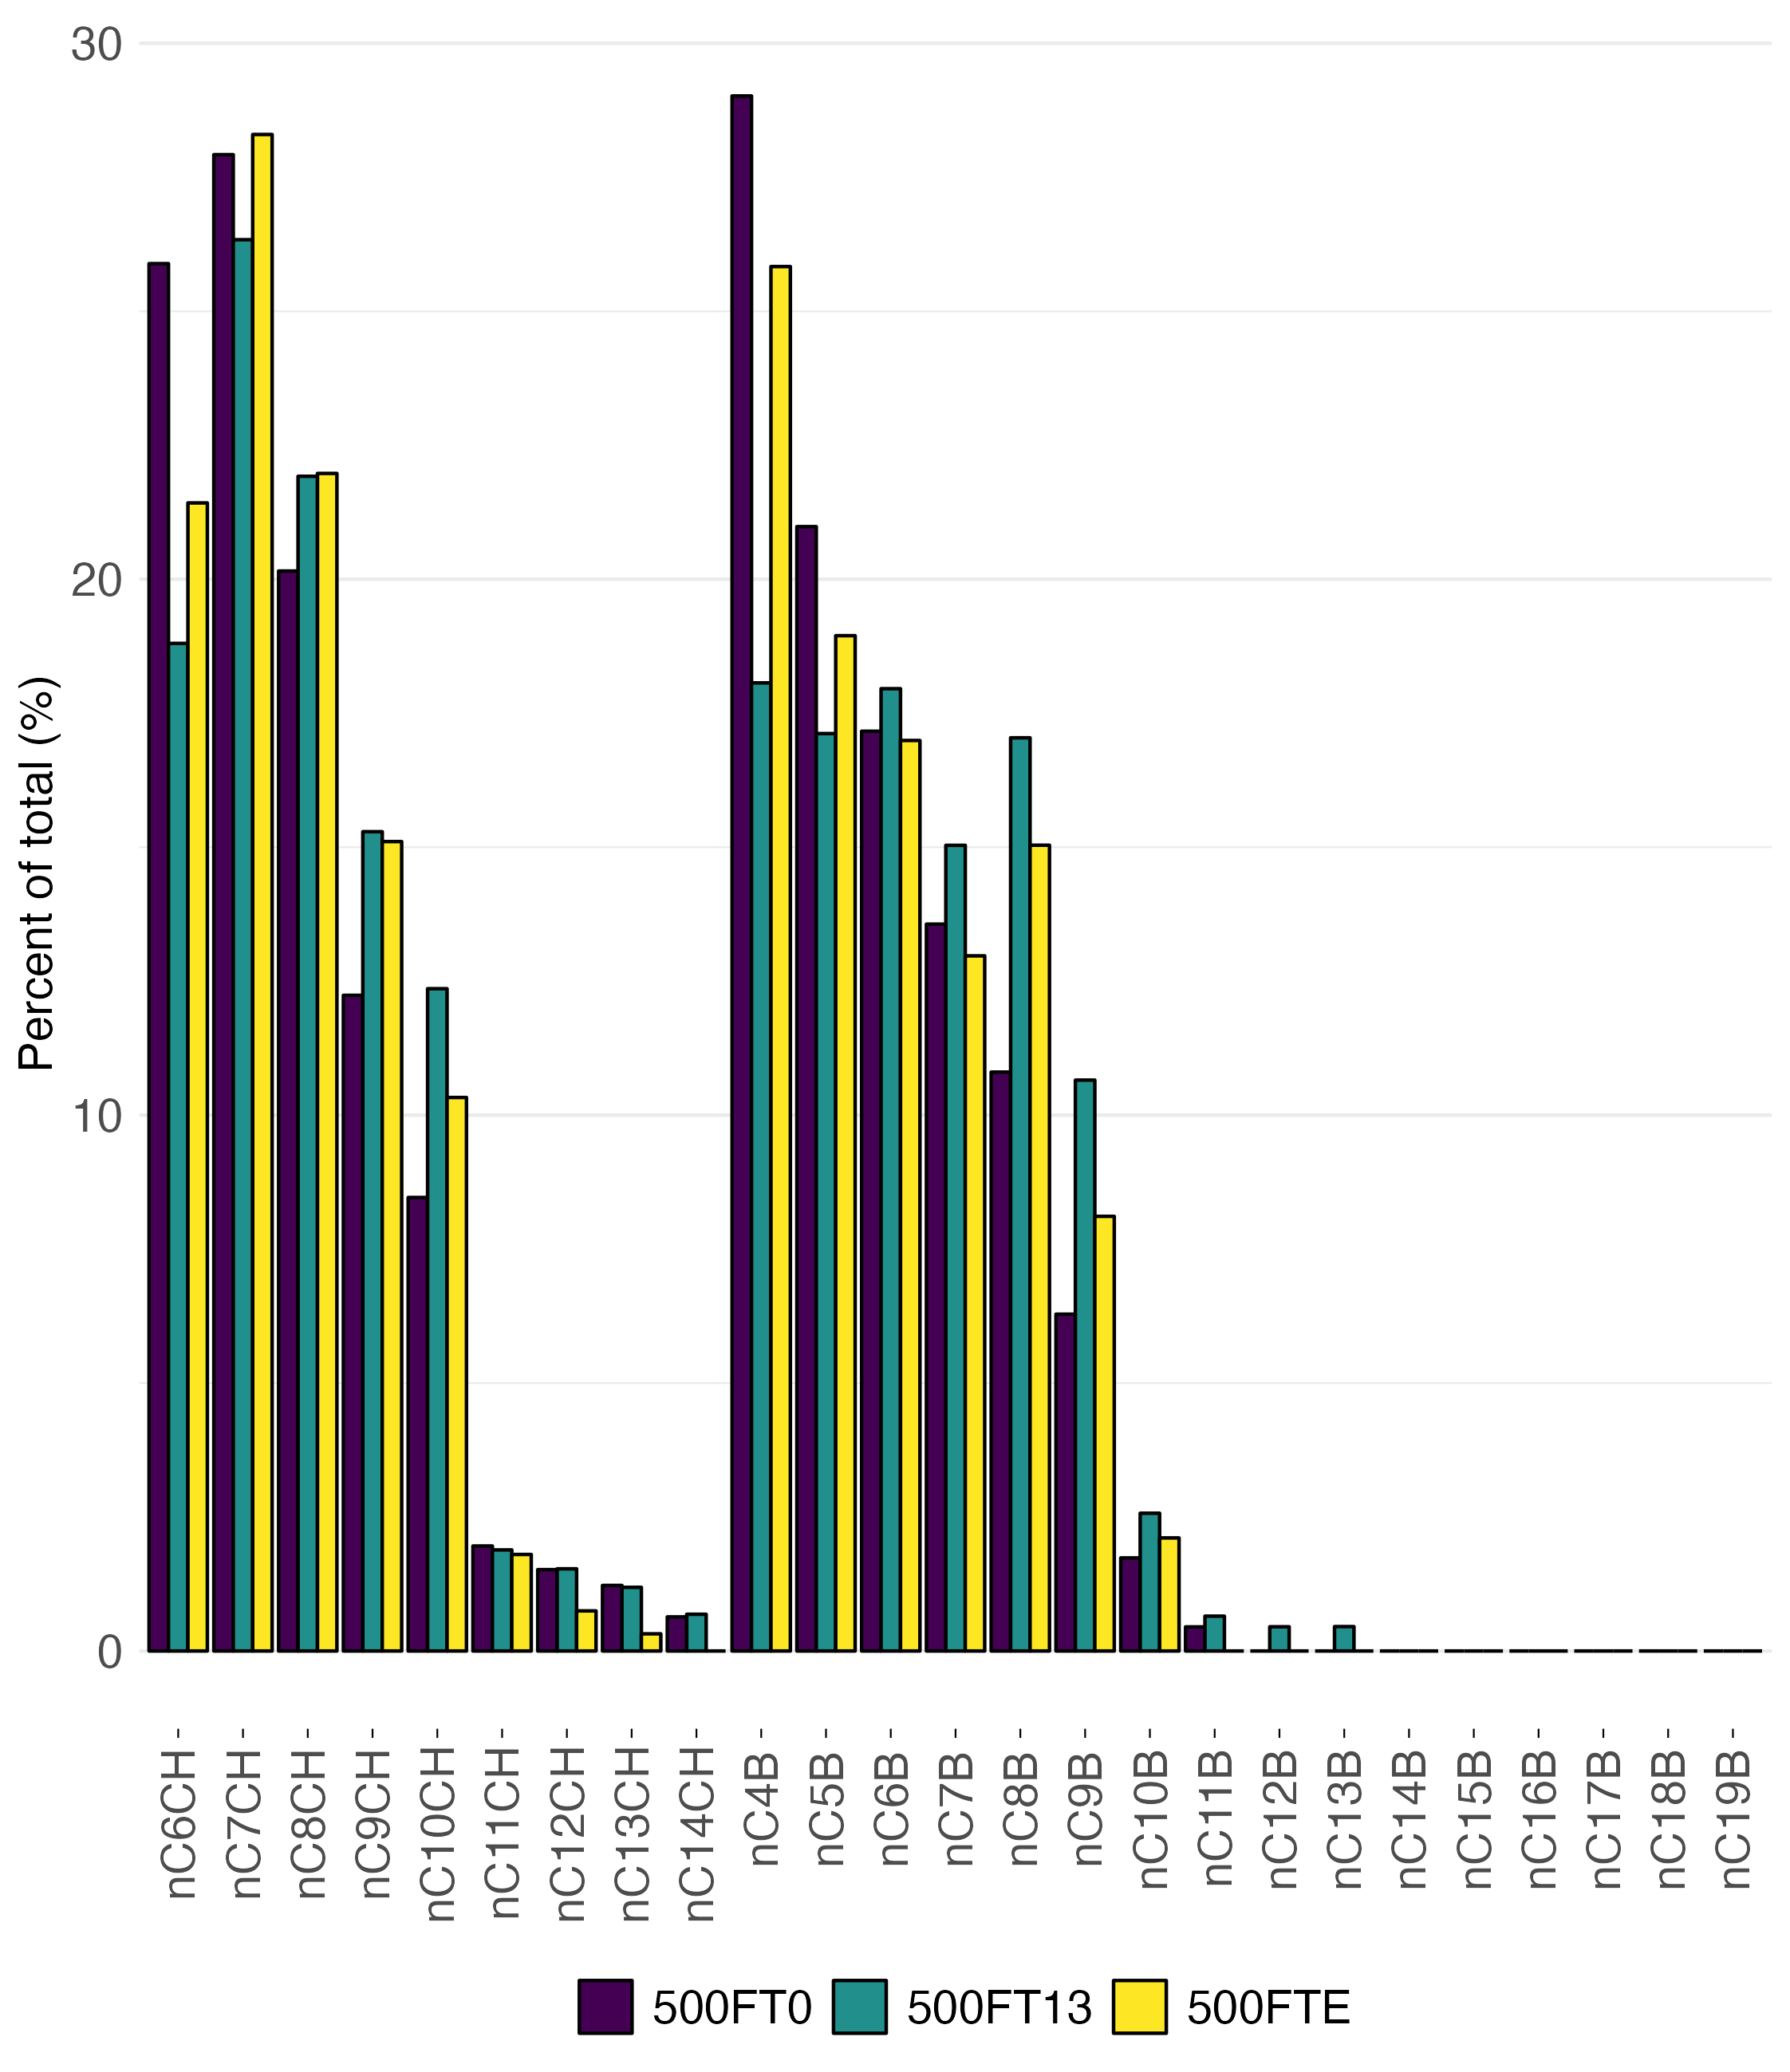 30
20
10
0
Percent of total (%)
nC6CH
nC7CH
nC8CH
nC9CH
nC10CH
nC11CH
nC12CH
nC13CH
nC14CH
nC4B
nC5B
nC6B
nC7B
nC8B
nC9B
nC10B
nC11B
nC12B
nC13B
nC14B
nC15B
nC16B
nC17B
nC18B
nC19B
500FT0 500FT13 500FTE